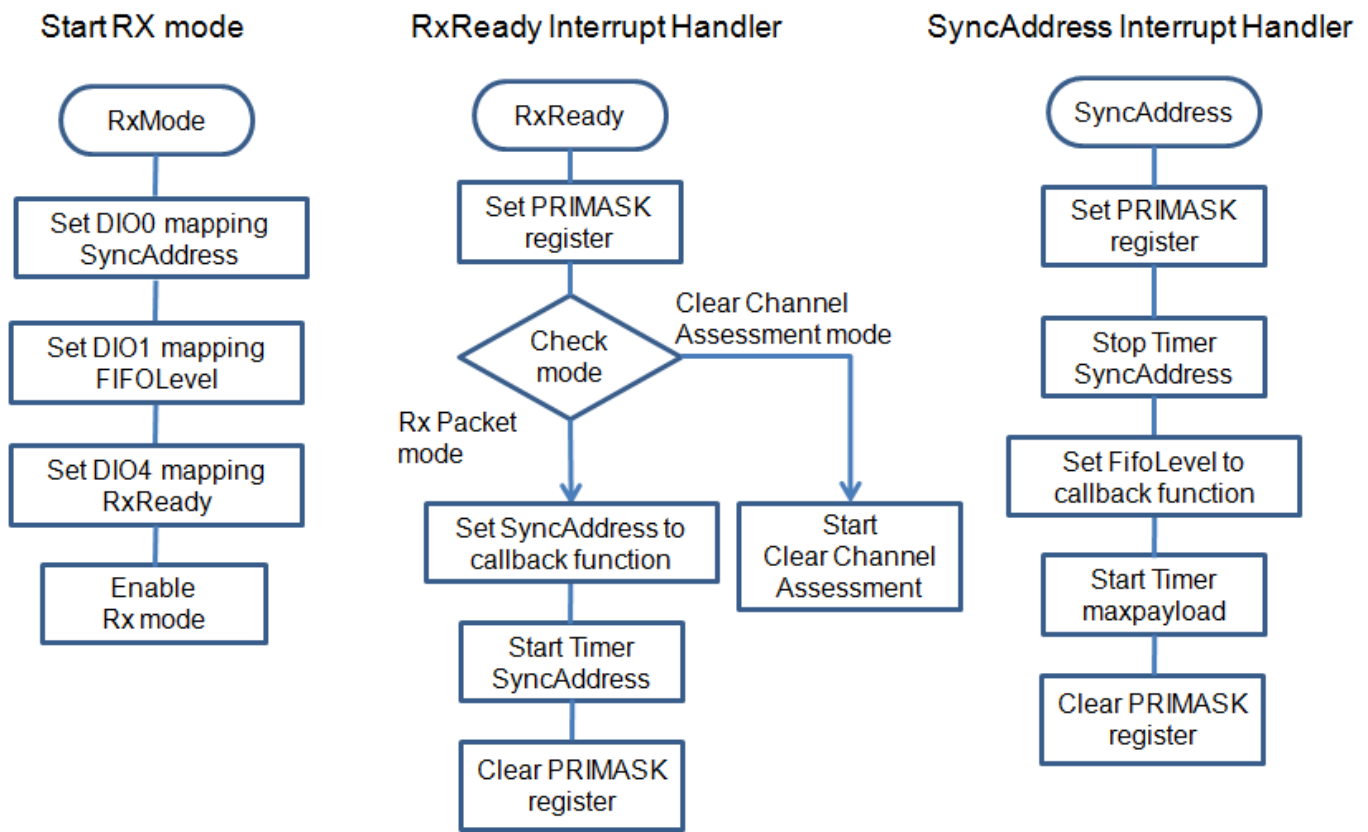 Start RX mode
RxMode
Set DIO0 mapping
SyncAddress
Set DIO1 mapping
FIFOLevel
Set DIO4 mapping
RxReady
Enable
Rx mode
RxReady Interrupt Handler
RxReady
Set PRIMASK
register
Check
mode
Clear Channel
Assessment mode
Rx Packet
mode
Set SyncAddress to
callback function
Start
Clear Channel
Assessment
Start Timer
SyncAddress
Clear PRIMASK
register
SyncAddress Interrupt Handler
SyncAddress
Set PRIMASK
register
Stop Timer
SyncAddress
Set FifoLevel to
callback function
Start Timer
maxpayload
Clear PRIMASK
register